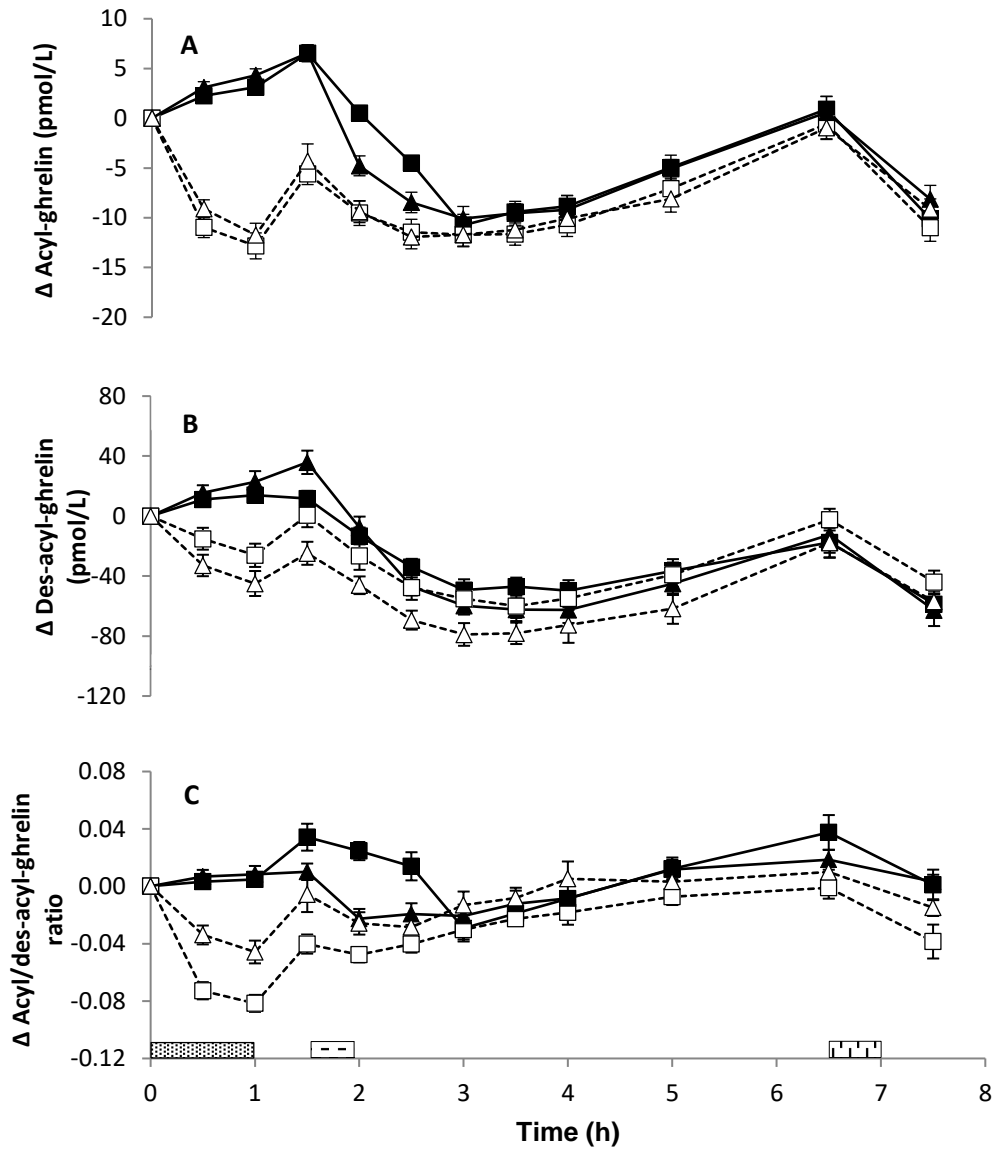 10
5
0
-5
-10
-15
-20
A
Δ Acyl-ghrelin (pmol/L)
80
40
0
-40
-80
-120
B
Δ Des-acyl-ghrelin
(pmol/L)
0.08
0.04
0.00
-0.04
-0.08
-0.12
C
Δ Acyl/des-acyl-ghrelin
ratio
0 1 2 3 4 5 6 7 8
Time (h)